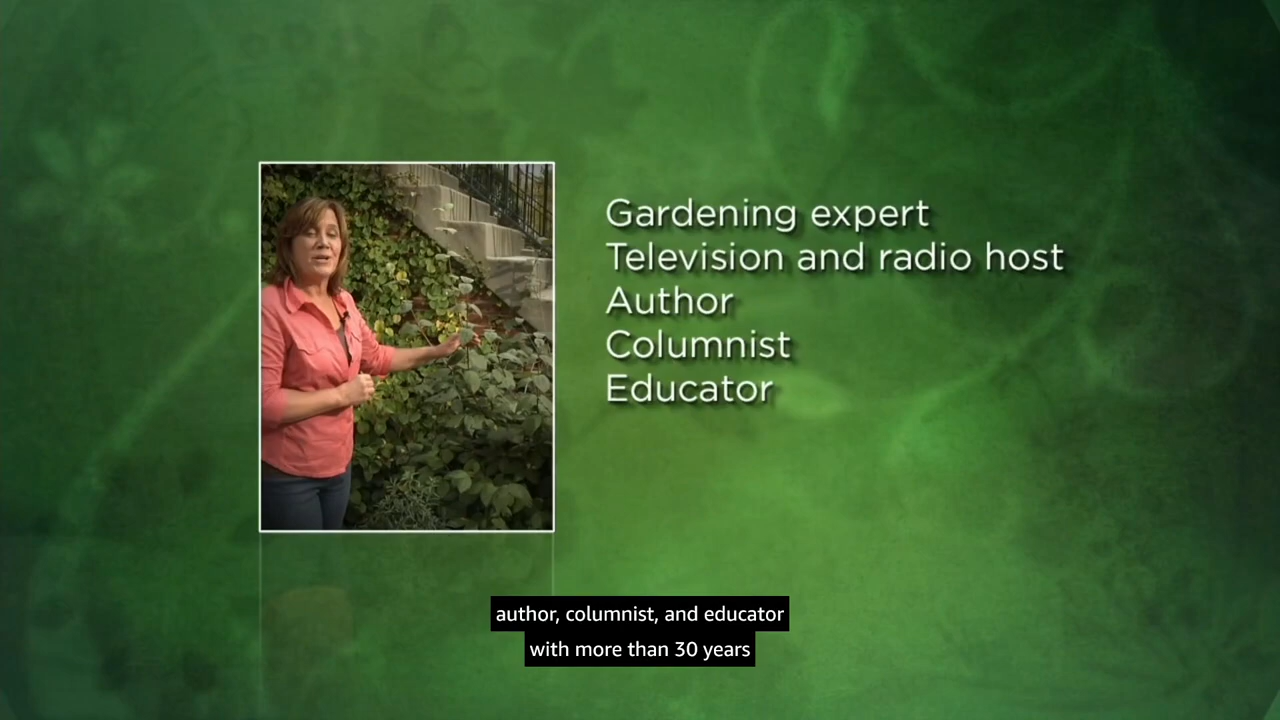 Gardening expert
Television and radio host
Author
Columnist
Educator
author, columnist, and educator
with more than 30 years